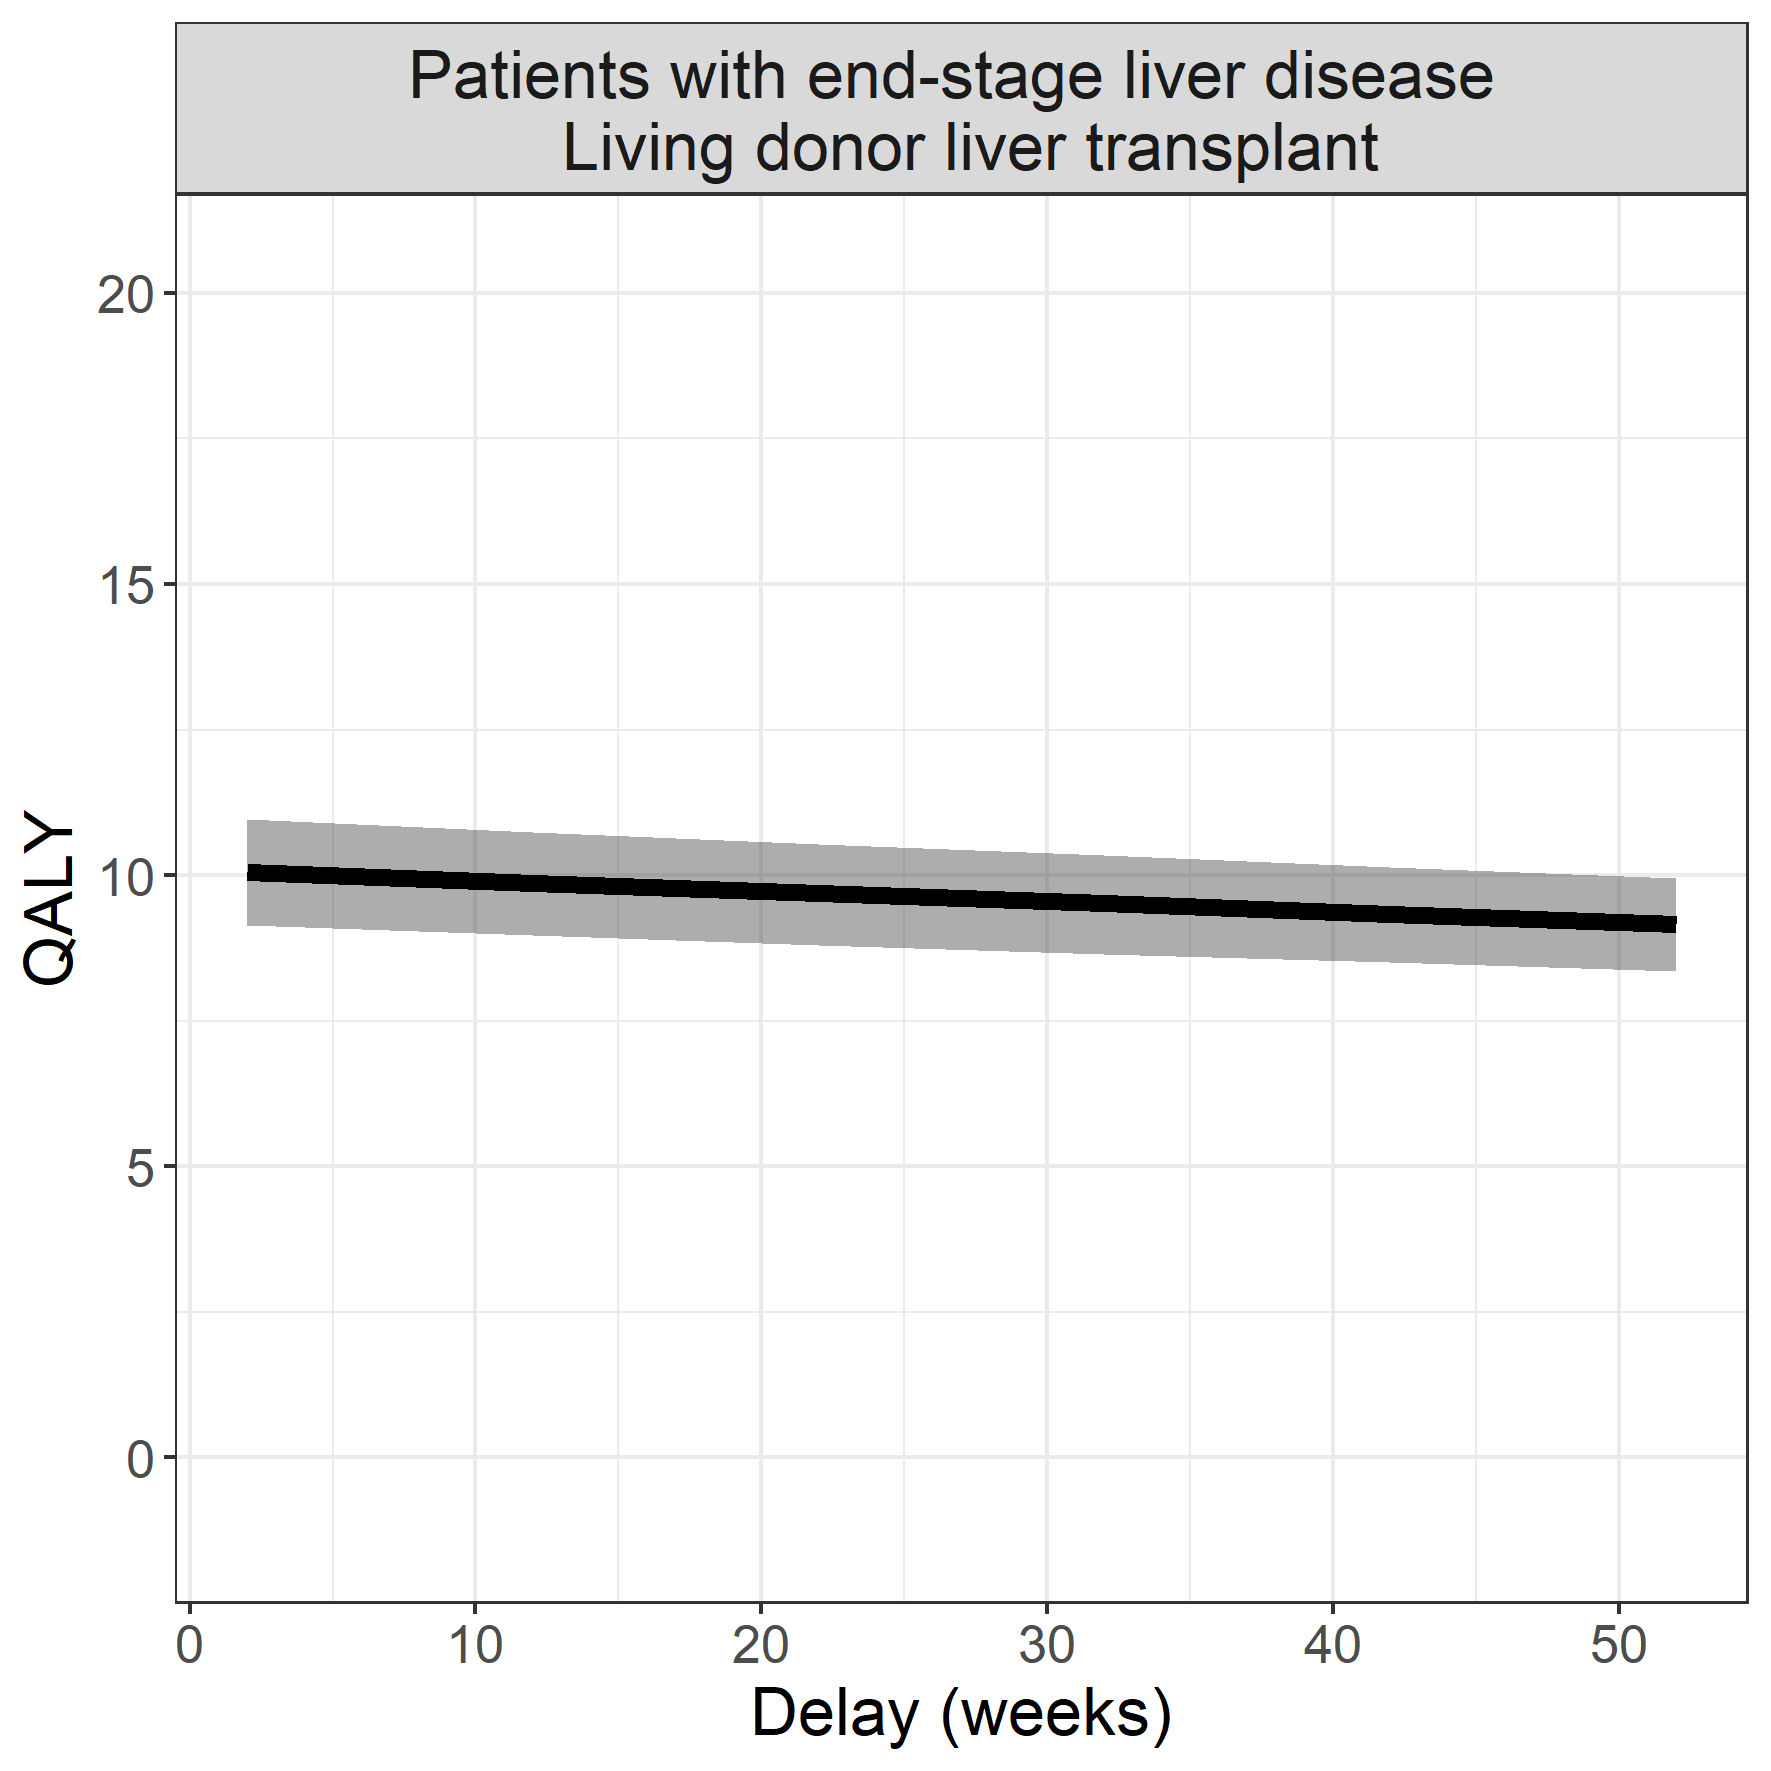 Patients with end-stage liver disease
Living donor liver transplant
QALY
20
15
10
5
0
0 10 20 30 40 50
Delay (weeks)